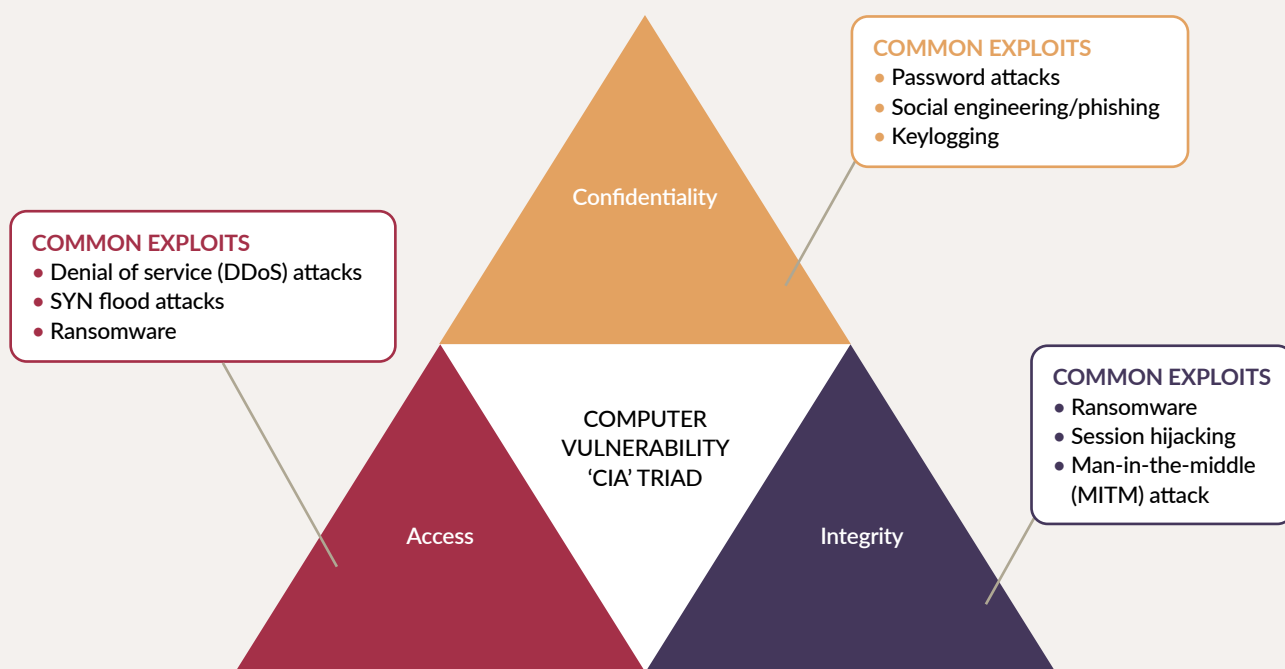 COMMON EXPLOITS
• Password attacks
• Social engineering/phishing
• Keylogging
Confidentiality
COMMON EXPLOITS
• Denial of service (DDoS) attacks
• SYN flood attacks
• Ransomware
COMMON EXPLOITS
• Ransomware
• Session hijacking
• Man-in-the-middle
(MITM) attack
COMPUTER
VULNERABILITY
‘CIA’ TRIAD
Access
Integrity